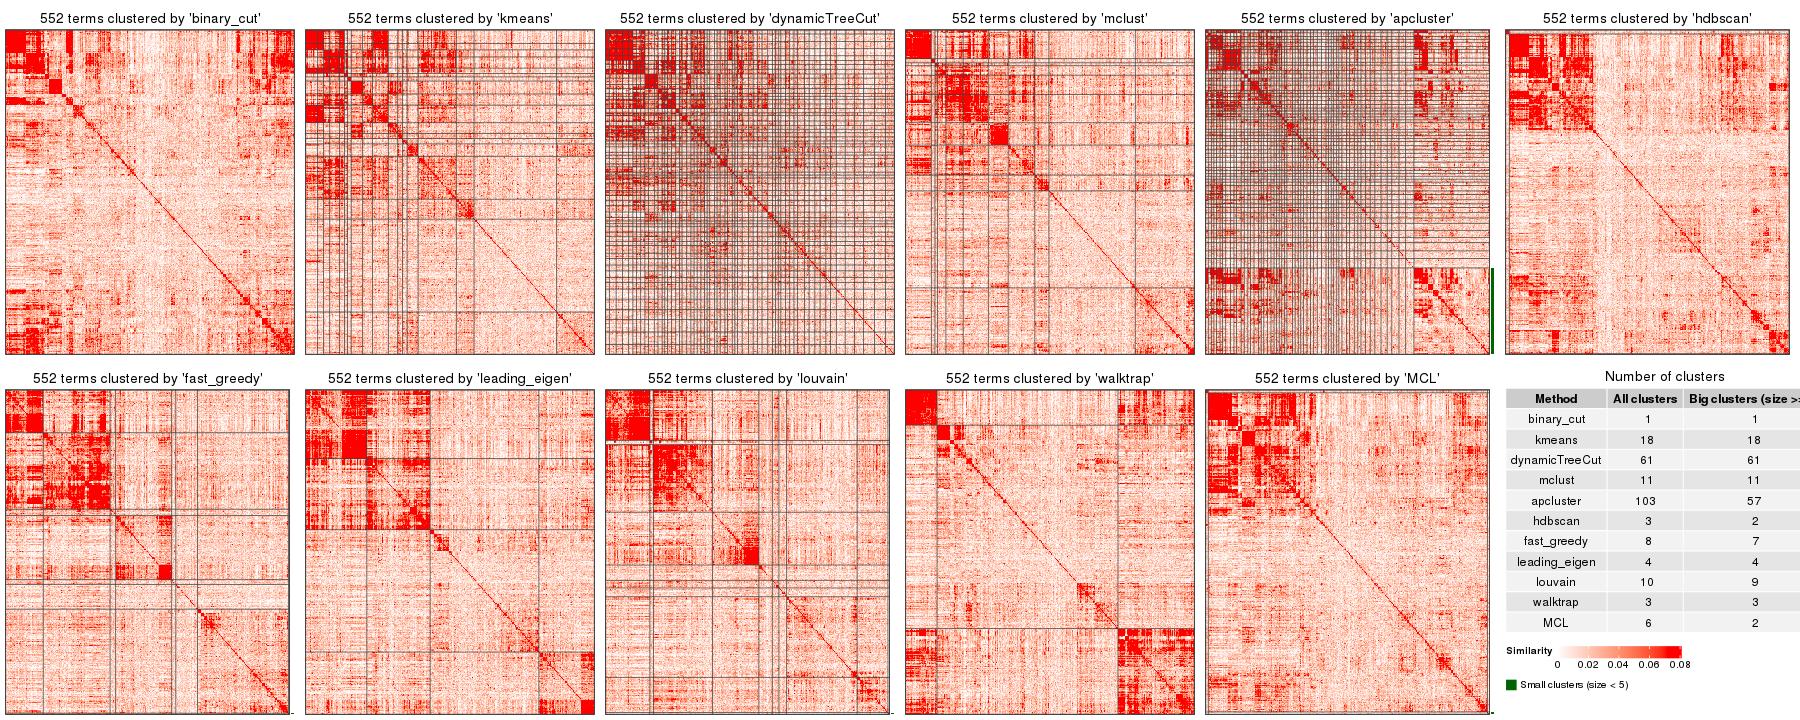 552 terms clustered by 'binary_cut'
552 terms clustered by 'kmeans'
552 terms clustered by 'dynamicTreeCut'
552 terms clustered by 'mclust'
552 terms clustered by 'apcluster'
552 terms clustered by 'hdbscan'
552 terms clustered by 'fast_greedy'
552 terms clustered by 'leading_eigen'
552 terms clustered by 'louvain'
552 terms clustered by 'walktrap'
552 terms clustered by 'MCL'
Number of clusters
Method All clusters Big clusters (size >=
binary_cut 1 1
kmeans 18 18
dynamicTreeCut 61 61
mclust 11 11
apcluster 103 57
hdbscan 3 2
fast_greedy 8 7
leading_eigen 4 4
louvain 10 9
walktrap 3 3
MCL 6 2
Similarity
0 0.02 0.04 0.06 0.08
Small clusters (size < 5)